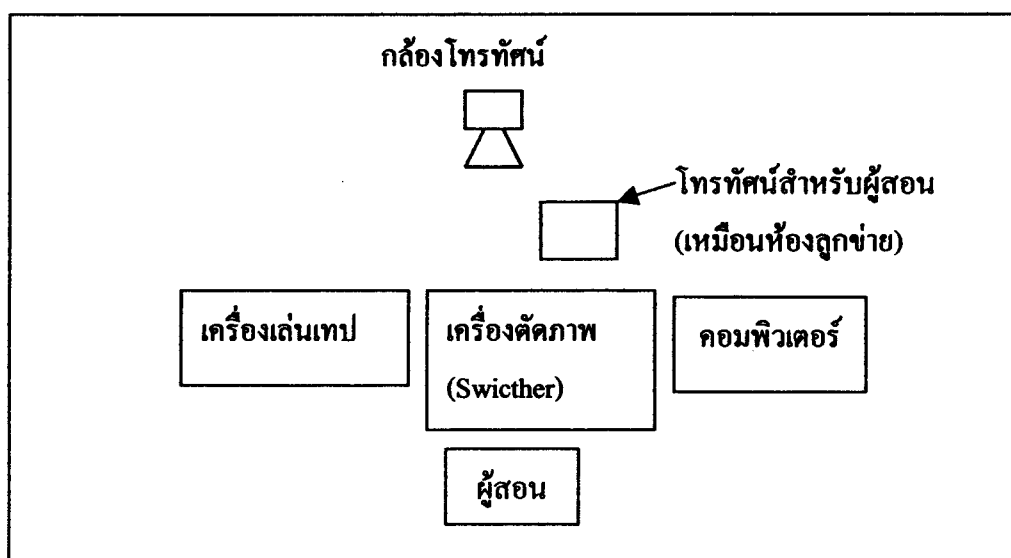 กล้องโทรทัศน์
โทรทัศน์สำหรับผู้สอน
(เหมือนห้องลูกข่าย)
เครื่องเล่นเทป
เครื่องตัดภาพ
(Swicther)
คอมพิวเตอร์
ผู้สอน